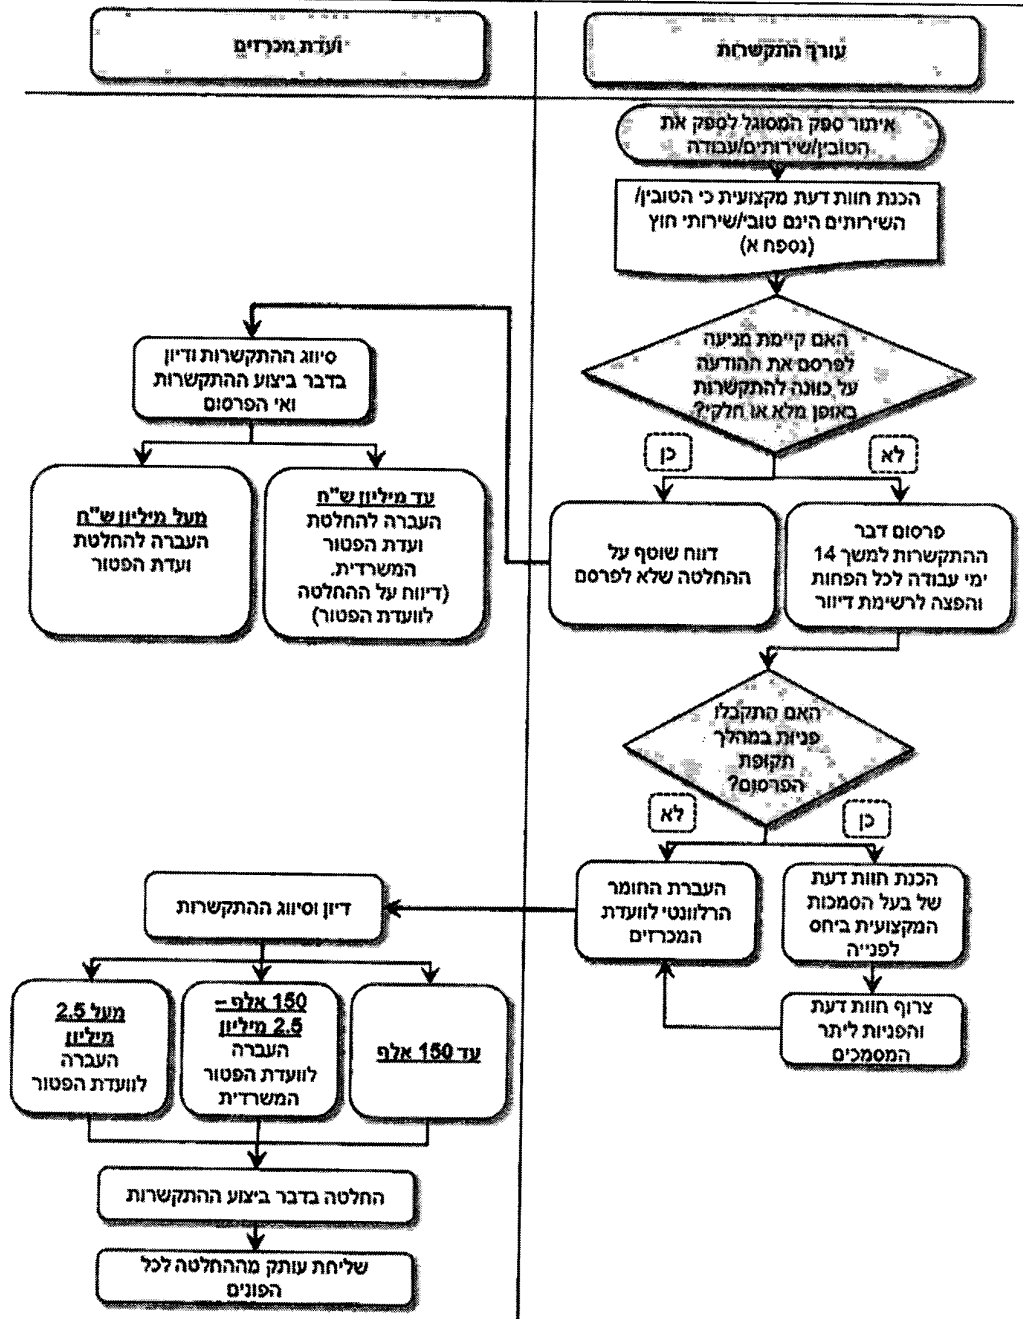 עורך התקשרות
ועדת מכרזים
איתור ספק המסוגל לספק את
הטובין/שירותים/עבודה
הכנת חוות דעת מקצועית כי הטובין/
השירותים הינם טובי/שירותי חוץ
(נספח א)
האם קיימת מניעה
לפרסם את ההודעה
על כוונה להתקשרות
באופן מלא או חלקי?
לא
כן
פרסום דבר
ההתקשרות למשך 14
ימי עבודה לכל הפחות
והפצה לרשימת דיוור
דווח שוטף על
ההחלטה שלא לפרסם
סיווג ההתקשרות ודיון
בדבר ביצוע ההתקשרות
ואי הפרסום
עד מיליון ש"ח
העברה להחלטת
ועדת הפטור
המשרדית.
(דיווח על ההחלטה
לוועדת הפטור)
מעל מיליון ש"ח
העברה להחלטת
ועדת הפטור
האם התקבלו
פניות במהלך
תקופת
הפרסום?
כן
לא
הכנת חוות דעת
של בעל הסמכות
המקצועית ביחס
לפנייה
צרוף חוות דעת
והפניות ליתר
המסמכים
העברת החומר
הרלוונטי לוועדת
המכרזים
דיון וסיווג ההתקשרות
עד 150 אלף
150 אלף –
2.5 מיליון
העברה
לוועדת הפטור
המשרדית
מעל 2.5
מיליון
העברה
לוועדת הפטור
החלטה בדבר ביצוע ההתקשרות
שליחת עותק מההחלטה לכל
הפונים